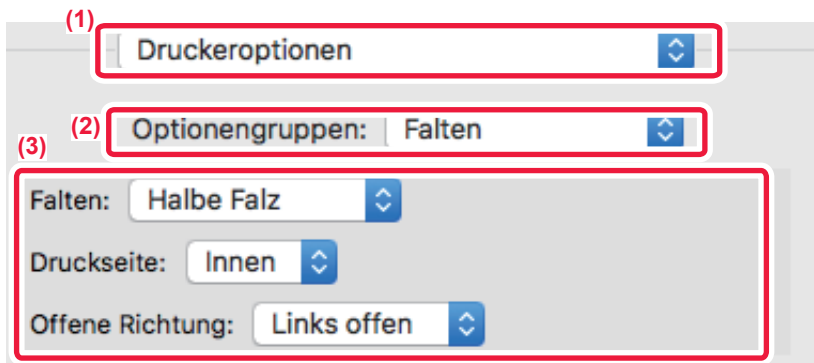 (1)
Druckeroptionen
(2) Optionengruppen: Falten
(3)
Falten: Halbe Falz
Druckseite: Innen
Offene Richtung: Links offen